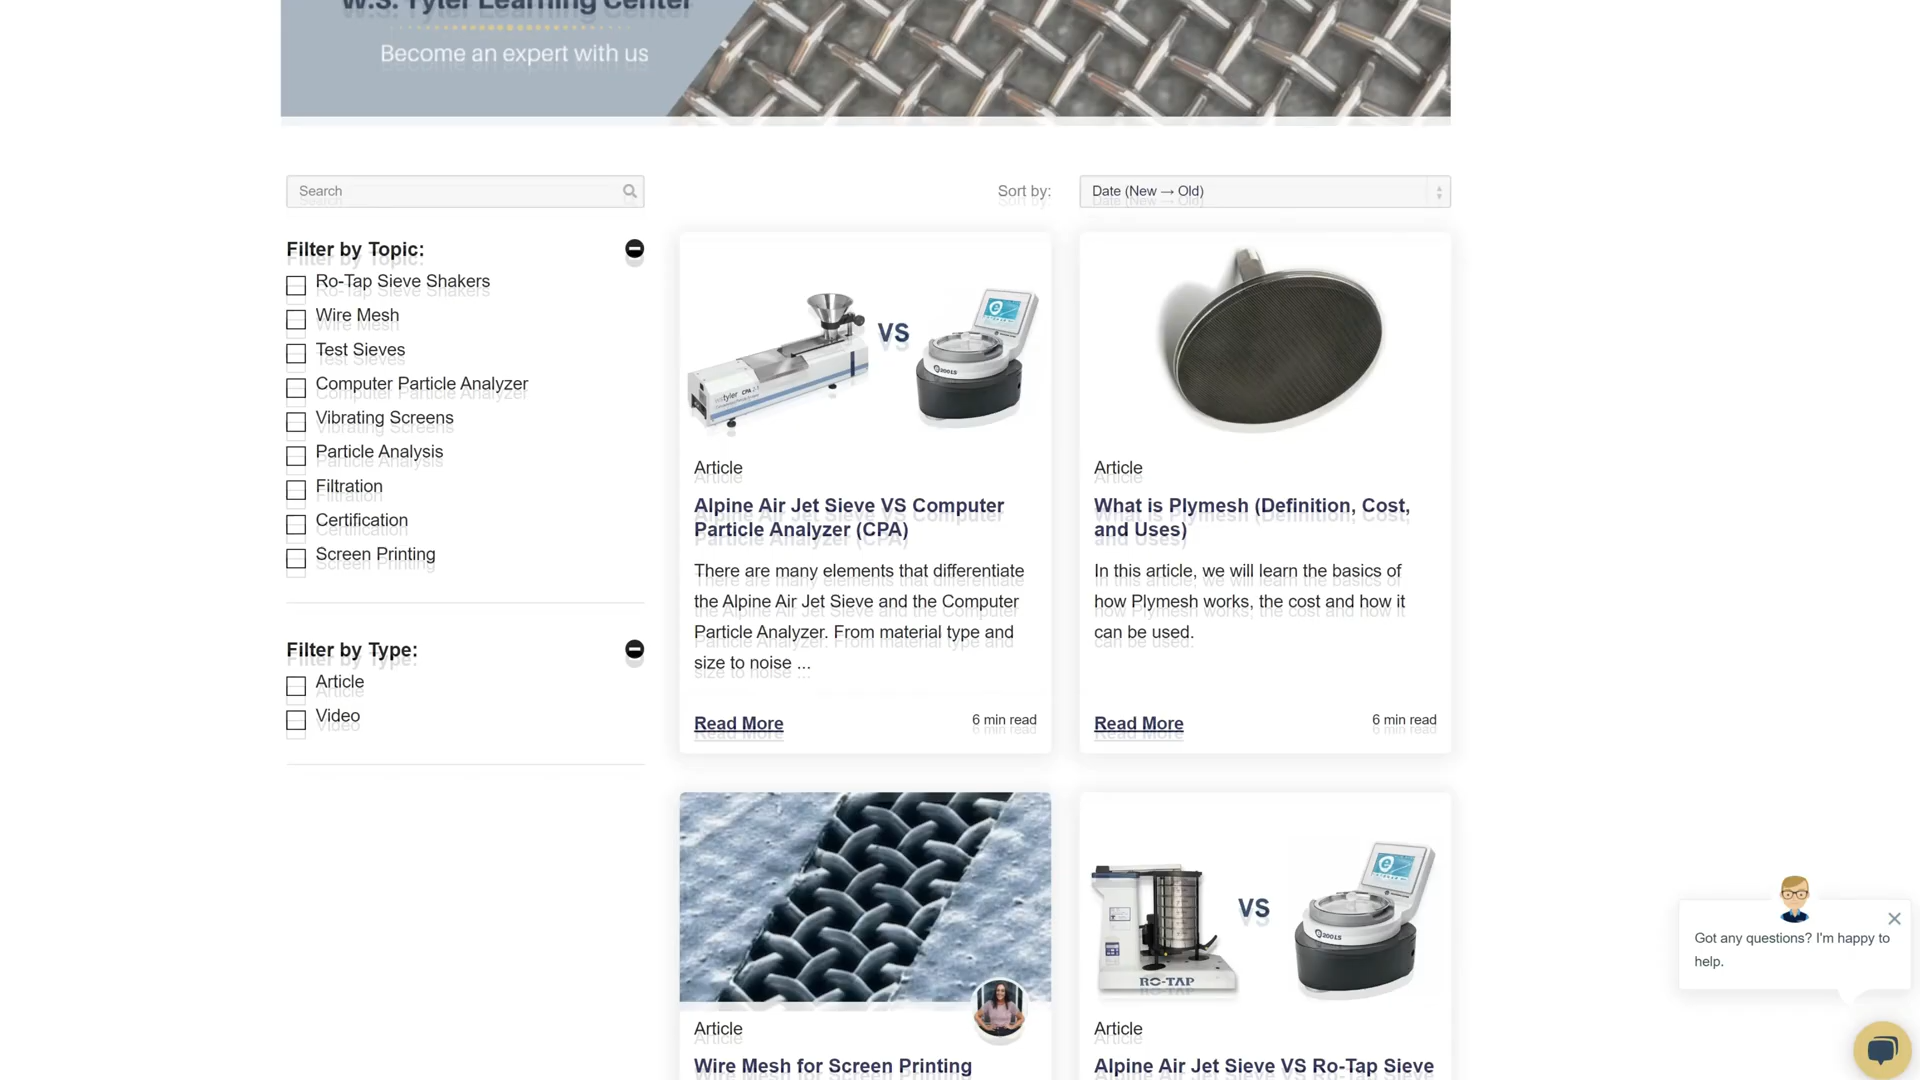 W.S. Tyler Learning Center
Become an expert with us
Search
Sort by:
Date (New → Old)
Filter by Topic:
Ro-Tap Sieve Shakers
Wire Mesh
Test Sieves
Computer Particle Analyzer
Vibrating Screens
Particle Analysis
Filtration
Certification
Screen Printing
Filter by Type:
Article
Video
VS
Article
Alpine Air Jet Sieve VS Computer
Particle Analyzer (CPA)
There are many elements that differentiate
the Alpine Air Jet Sieve and the Computer
Particle Analyzer. From material type and
size to noise ...
Read More
6 min read
Article
What is Plymesh (Definition, Cost,
and Uses)
In this article, we will learn the basics of
how Plymesh works, the cost and how it
can be used.
Read More
6 min read
Article
Wire Mesh for Screen Printing
VS
RO-TAP
Article
Alpine Air Jet Sieve VS Ro-Tap Sieve
Got any questions? I'm happy to
help.